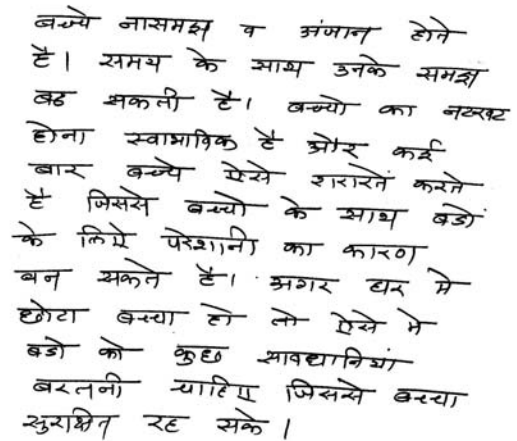 बच्चे नासमझ व अंजान होते
है। समय के साथ उनके समझ
बढ सकती है। बच्चो का नटखट
होना स्वाभाविक है और कई
बार बच्चे ऐसे शरारतें करते
है जिससे बच्चो के साथ बडों
के लिये परेशानी का कारण
बन सकते है। अगर घर मे
छोटा बच्चा हो तो ऐसे मे
बडो को कुछ सावधानियां
बरतनी चाहिए जिससे बच्चा
सुरक्षित रह सके।